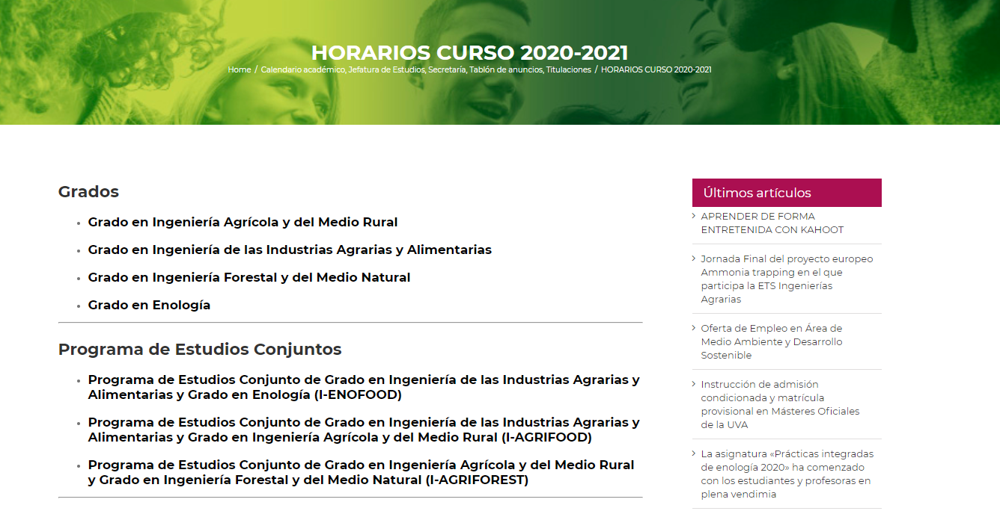 HORARIOS CURSO 2020-2021
Home / Calendario académico, Jefatura de Estudios, Secretaría, Tablón de anuncios, Titulaciones / HORARIOS CURSO 2020-2021
Grados
Grado en Ingeniería Agrícola y del Medio Rural
Grado en Ingeniería de las Industrias Agrarias y Alimentarias
Grado en Ingeniería Forestal y del Medio Natural
Grado en Enología
Programa de Estudios Conjuntos
Programa de Estudios Conjunto de Grado en Ingeniería de las Industrias Agrarias y
Alimentarias y Grado en Enología (I-ENOFOOD)
Programa de Estudios Conjunto de Grado en Ingeniería de las Industrias Agrarias y
Alimentarias y Grado en Ingeniería Agrícola y del Medio Rural (I-AGRIFOOD)
Programa de Estudios Conjunto de Grado en Ingeniería Agrícola y del Medio Rural
y Grado en Ingeniería Forestal y del Medio Natural (I-AGRIFOREST)
Últimos artículos
APRENDER DE FORMA
ENTRETENIDA CON KAHOOT
Jornada Final del proyecto europeo
Ammonia trapping en el que
participa la ETS Ingenierías
Agrarias
Oferta de Empleo en Área de
Medio Ambiente y Desarrollo
Sostenible
Instrucción de admisión
condicionada y matrícula
provisional en Másteres Oficiales
de la UVA
La asignatura «Prácticas integradas
de enología 2020» ha comenzado
con los estudiantes y profesoras en
plena vendimia